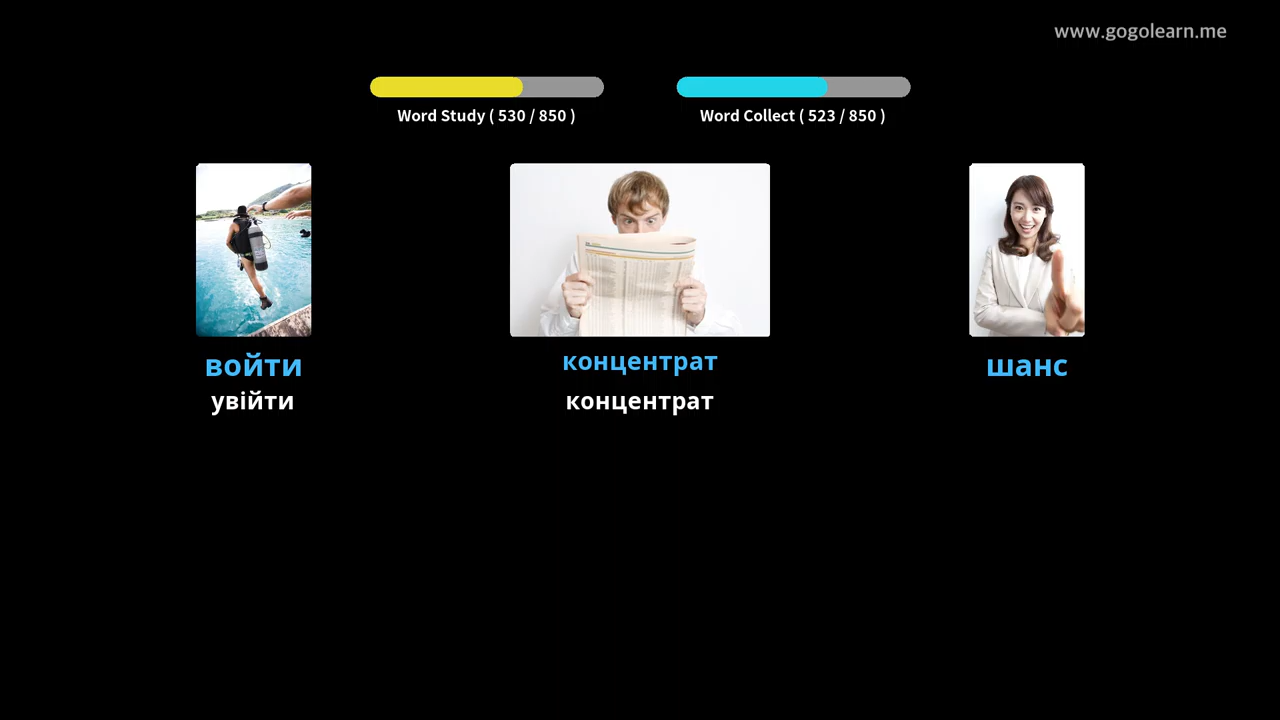 www.gogolearn.me
Word Study ( 530 / 850 )
Word Collect ( 523 / 850 )
войти
увійти
концентрат
концентрат
шанс